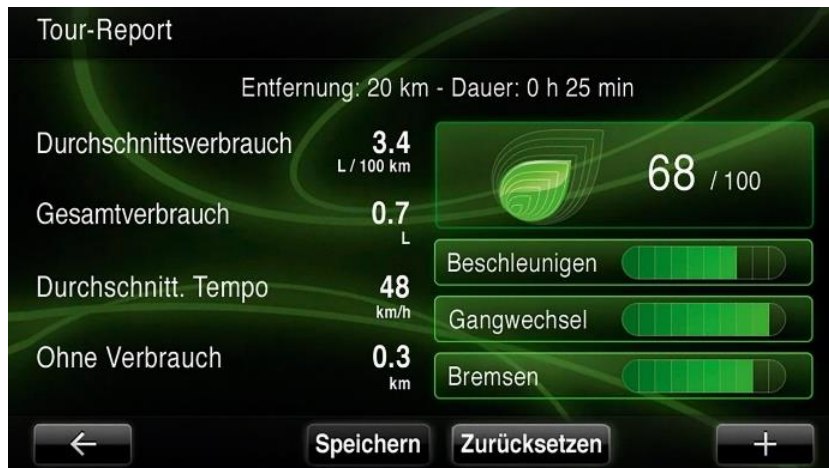 Tour-Report
Entfernung: 20 km - Dauer: 0 h 25 min
Durchschnittsverbrauch 3.4
L / 100 km
Gesamtverbrauch 0.7
L
Durchschnitt. Tempo 48
km/h
Ohne Verbrauch 0.3
km
68 / 100
Beschleunigen
Gangwechsel
Bremsen
Speichern Zurücksetzen